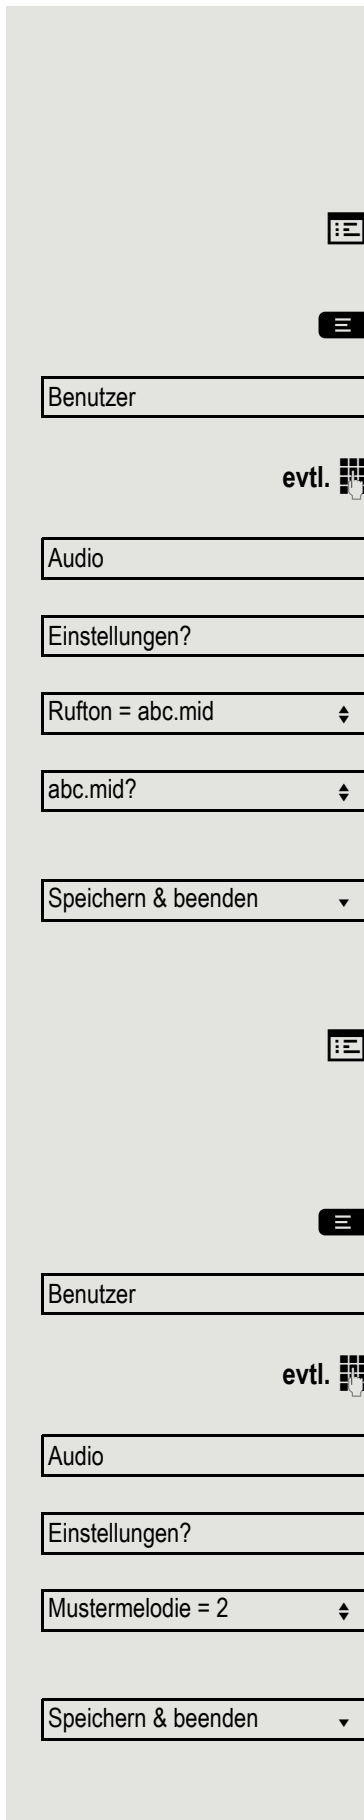 Benutzer
evtl.
Audio
Einstellungen?
Rufton = abc.mid
abc.mid?
Speichern & beenden
Benutzer
evtl.
Audio
Einstellungen?
Mustermelodie = 2
Speichern & beenden